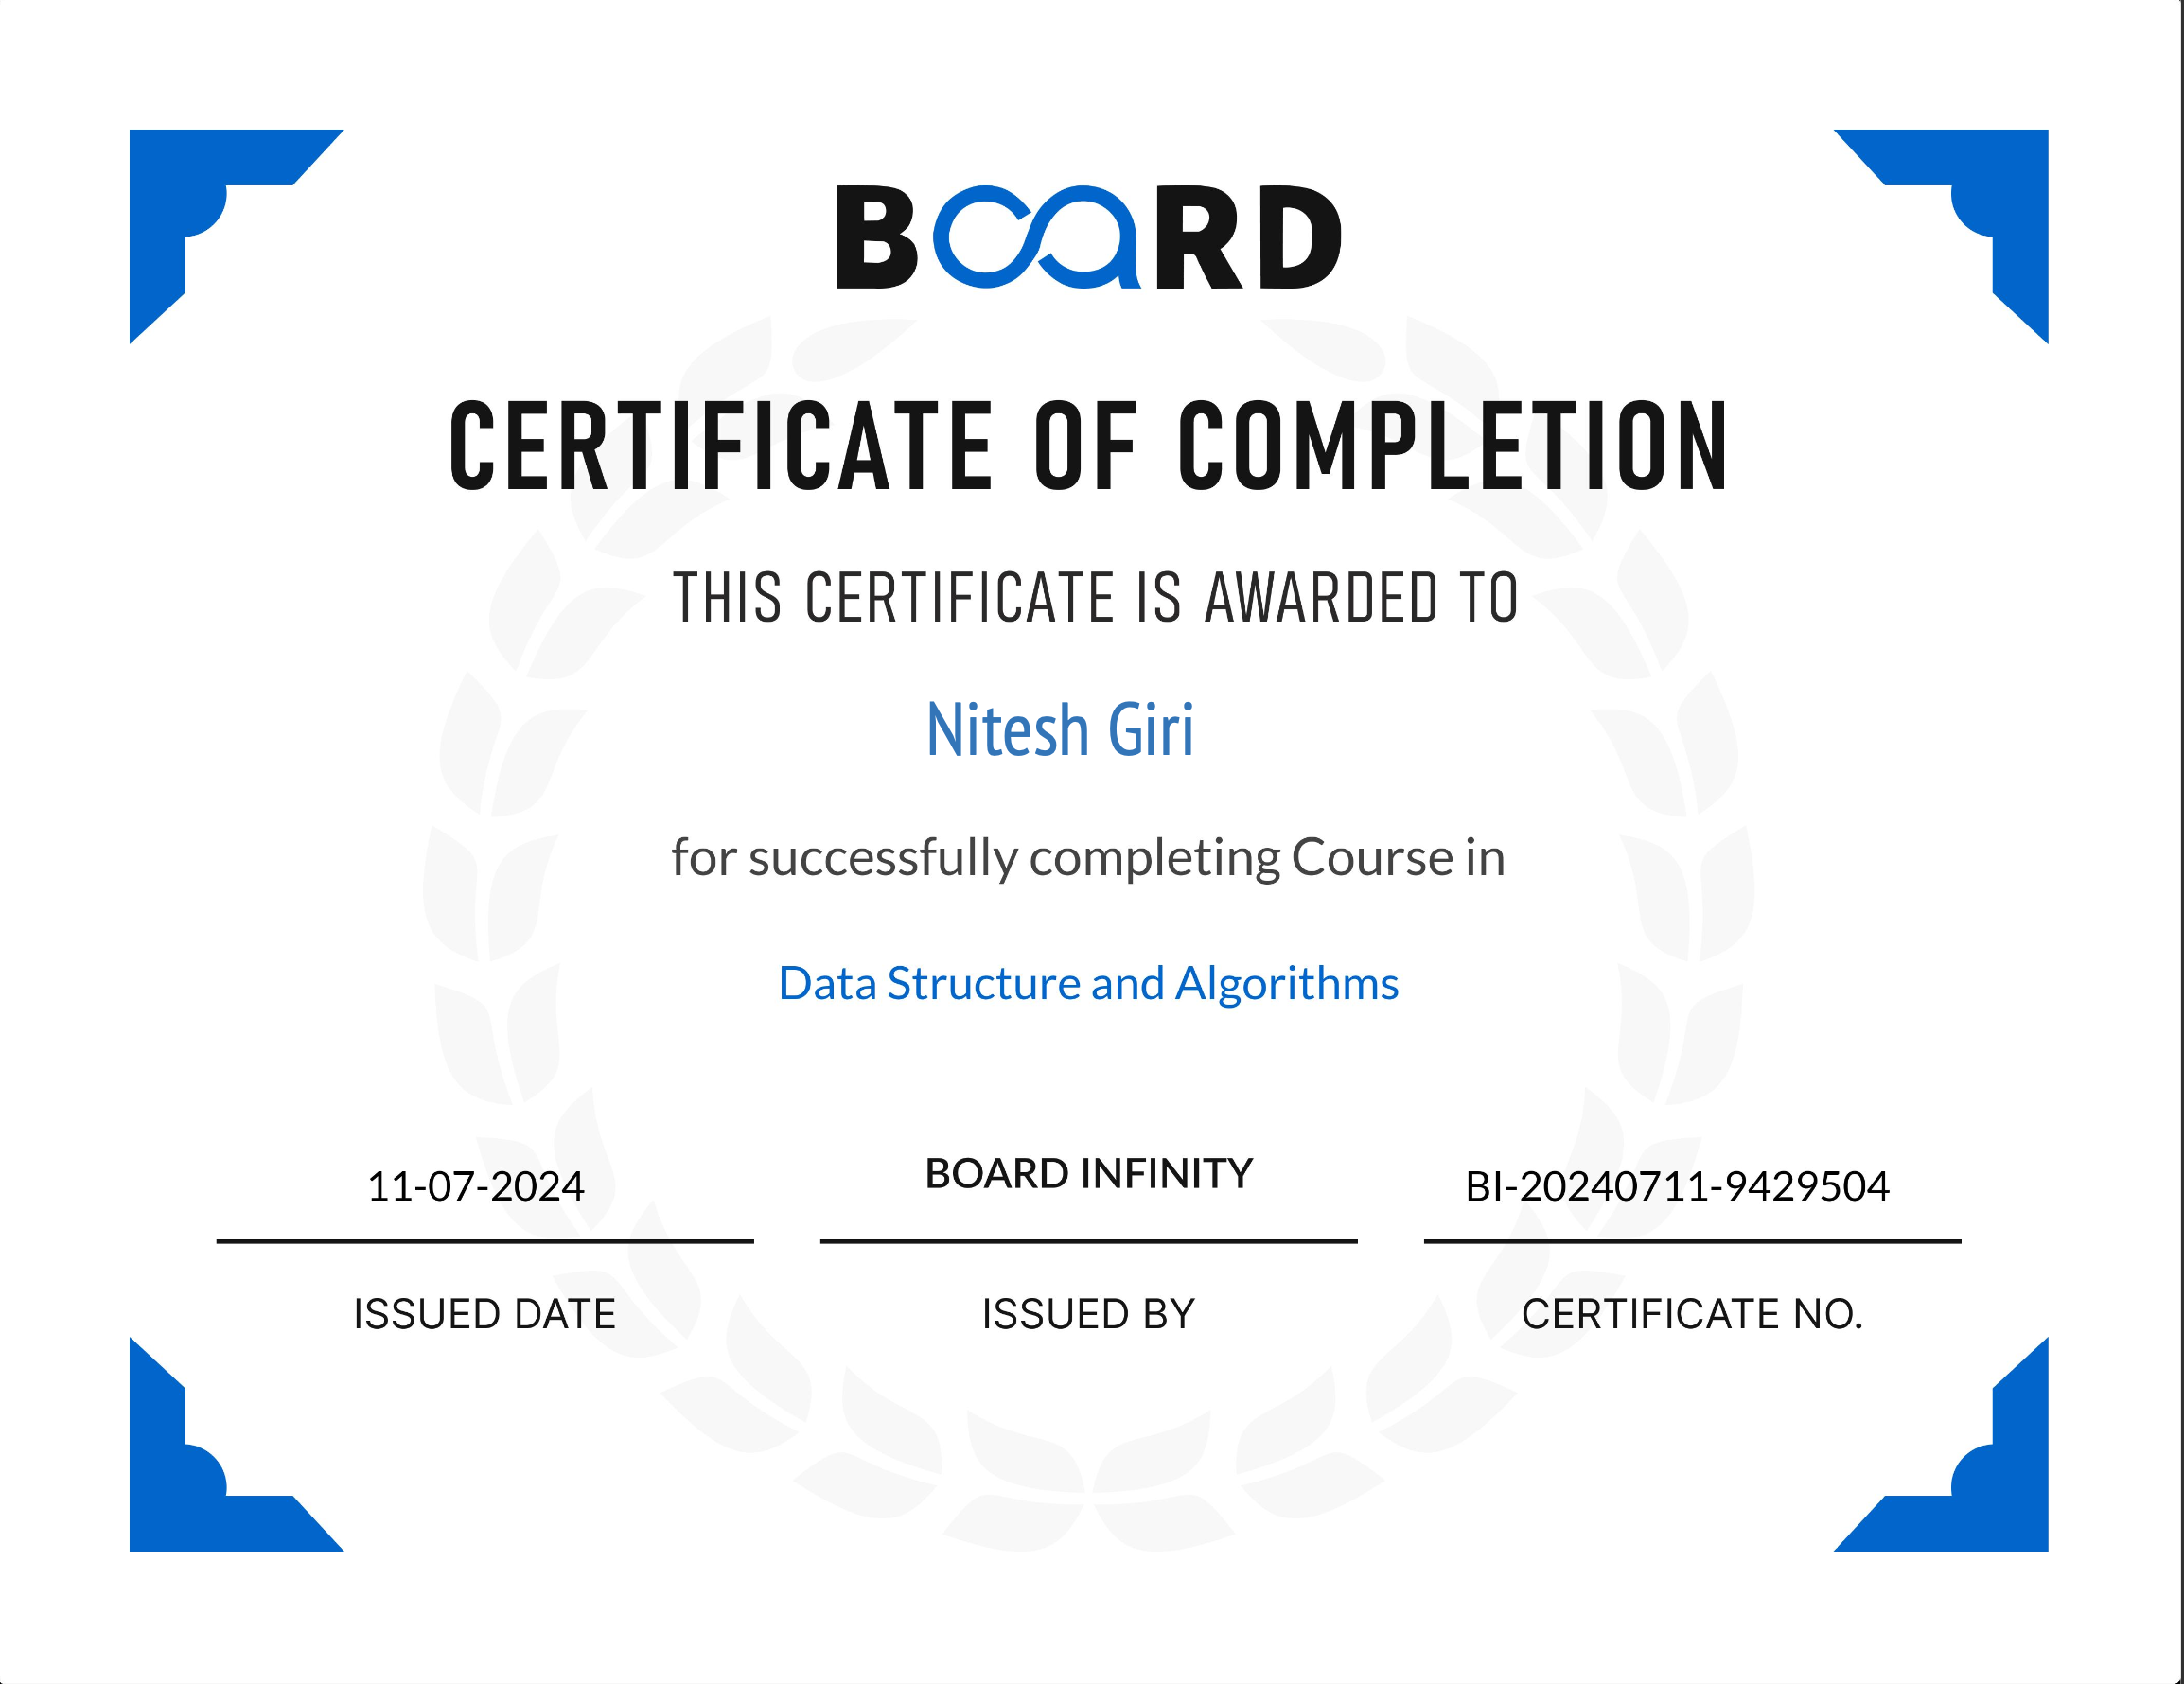 BOARD
CERTIFICATE OF COMPLETION
THIS CERTIFICATE IS AWARDED TO
Nitesh Giri
for successfully completing Course in
Data Structure and Algorithms
11-07-2024
ISSUED DATE
BOARD INFINITY
ISSUED BY
BI-20240711-9429504
CERTIFICATE NO.